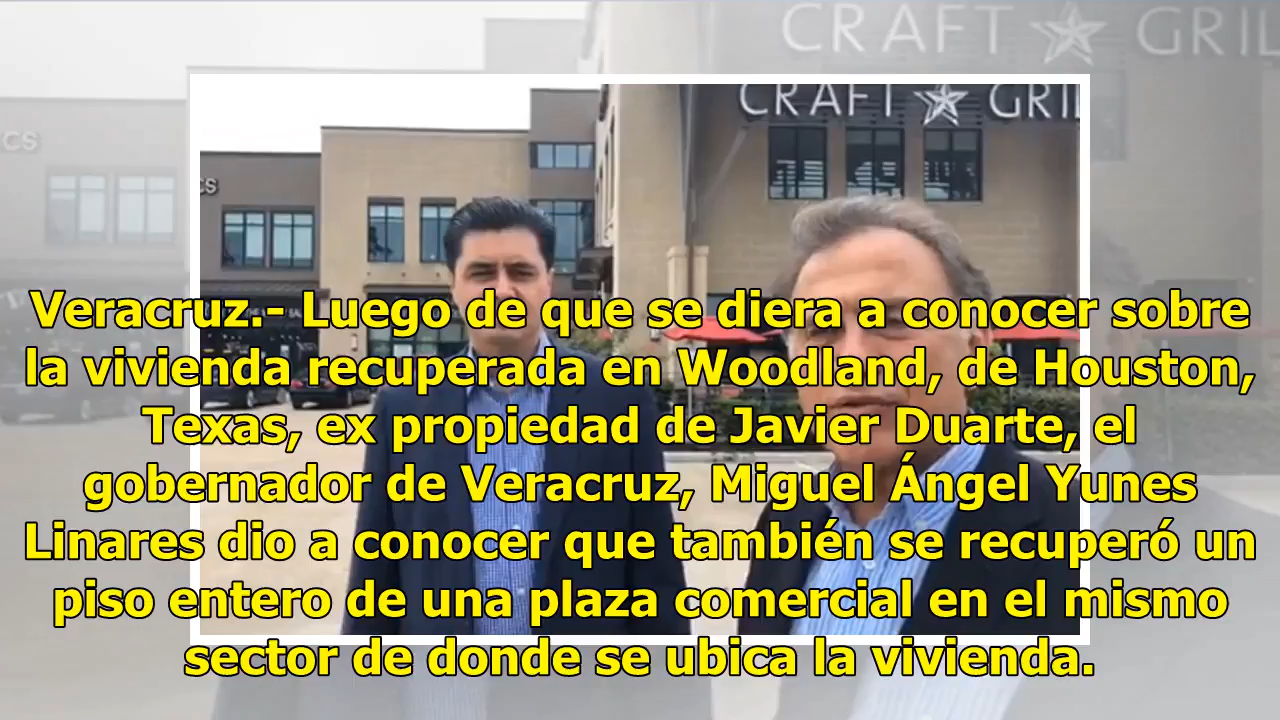 CRAFT ★ GRIL
CS
CRAFT ★ GRIL
CS
Veracruz.- Luego de que se diera a conocer sobre
la vivienda recuperada en Woodland, de Houston,
Texas, ex propiedad de Javier Duarte, el
gobernador de Veracruz, Miguel Ángel Yunes
Linares dio a conocer que también se recuperó un
piso entero de una plaza comercial en el mismo
sector de donde se ubica la vivienda.